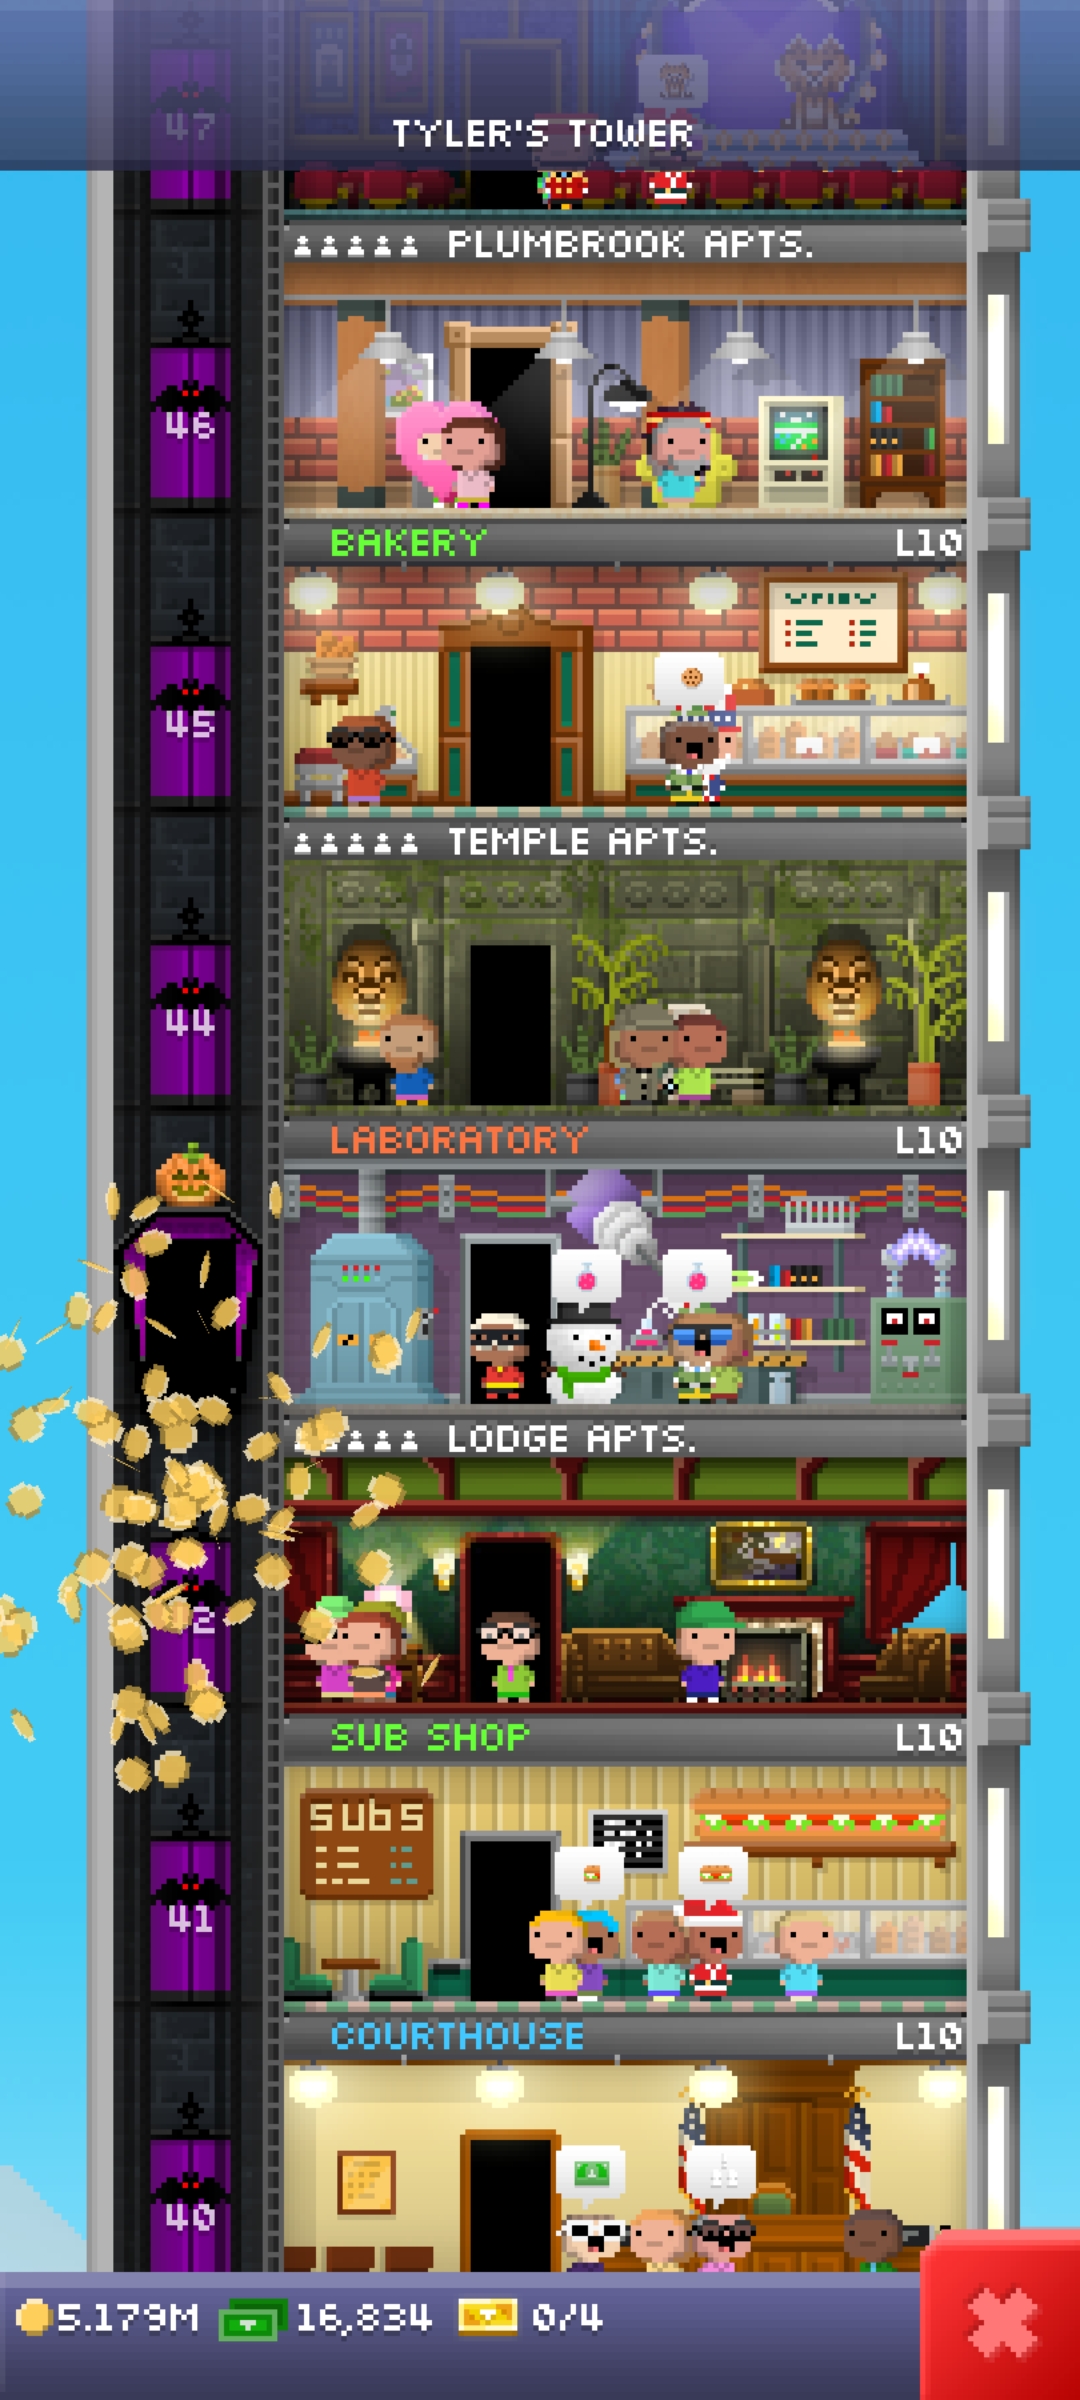 47
TYLER'S TOWER
PLUMBROOK APTS.
46
BAKERY L10
45
TEMPLE APTS.
44
LABORATORY L10
LODGE APTS.
2
SUB SHOP L10
subs
41
COURTHOUSE L10
40
5.179M 16,834 0/4